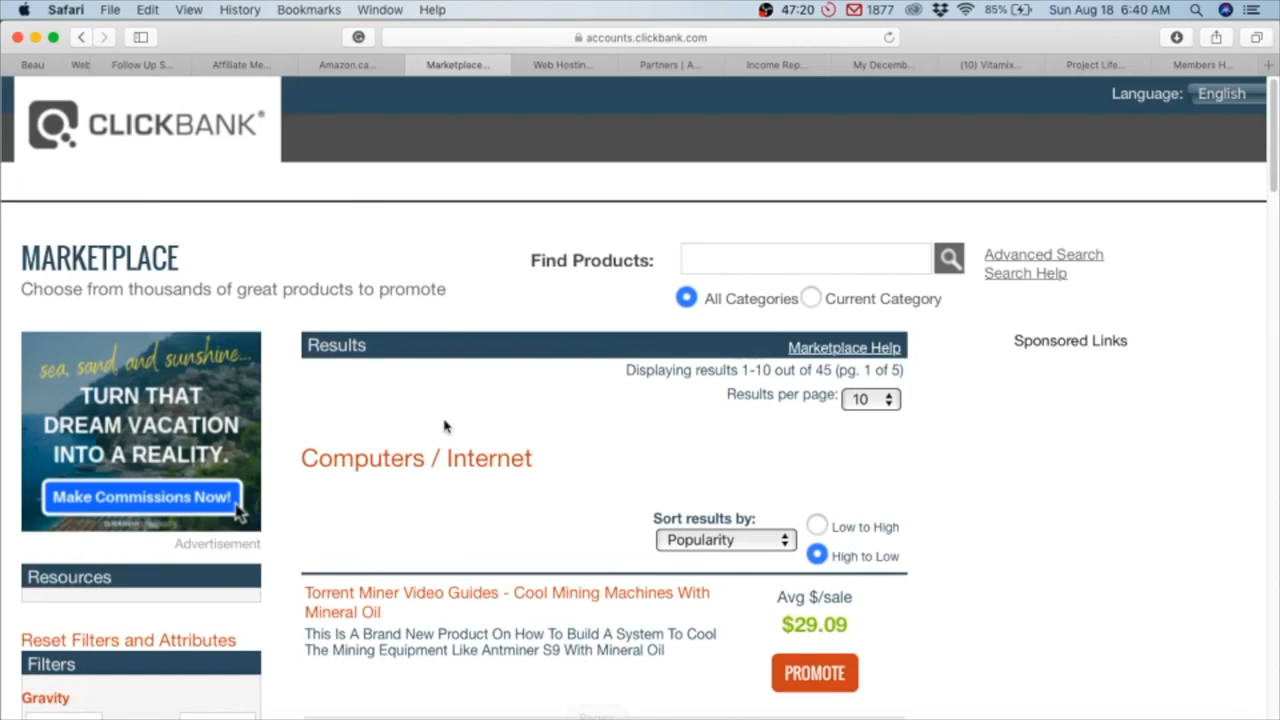 Safari File Edit View History Bookmarks Window Help 47:20 1877 85% Sun Aug 18 6:40 AM
accounts.clickbank.com
Beau Web Follow Up S... Affiliate Me... Amazon.ca... Marketplace... Web Hostin... Partners | A... Income Rep... My Decemb... (10) Vitamix... Project Life... Members H...
Language: English
CLICKBANK®
MARKETPLACE
Choose from thousands of great products to promote
Find Products:
Advanced Search
Search Help
All Categories Current Category
sea, sand, and sunshine...
TURN THAT
DREAM VACATION
INTO A REALITY.
Make Commissions Now!
Advertisement
Resources
Reset Filters and Attributes
Filters
Gravity
Results Marketplace Help
Displaying results 1-10 out of 45 (pg. 1 of 5)
Results per page: 10
Computers / Internet
Sort results by:
Popularity
Low to High
High to Low
Torrent Miner Video Guides - Cool Mining Machines With
Mineral Oil
This Is A Brand New Product On How To Build A System To Cool
The Mining Equipment Like Antminer S9 With Mineral Oil
Avg $/sale
$29.09
PROMOTE
Sponsored Links